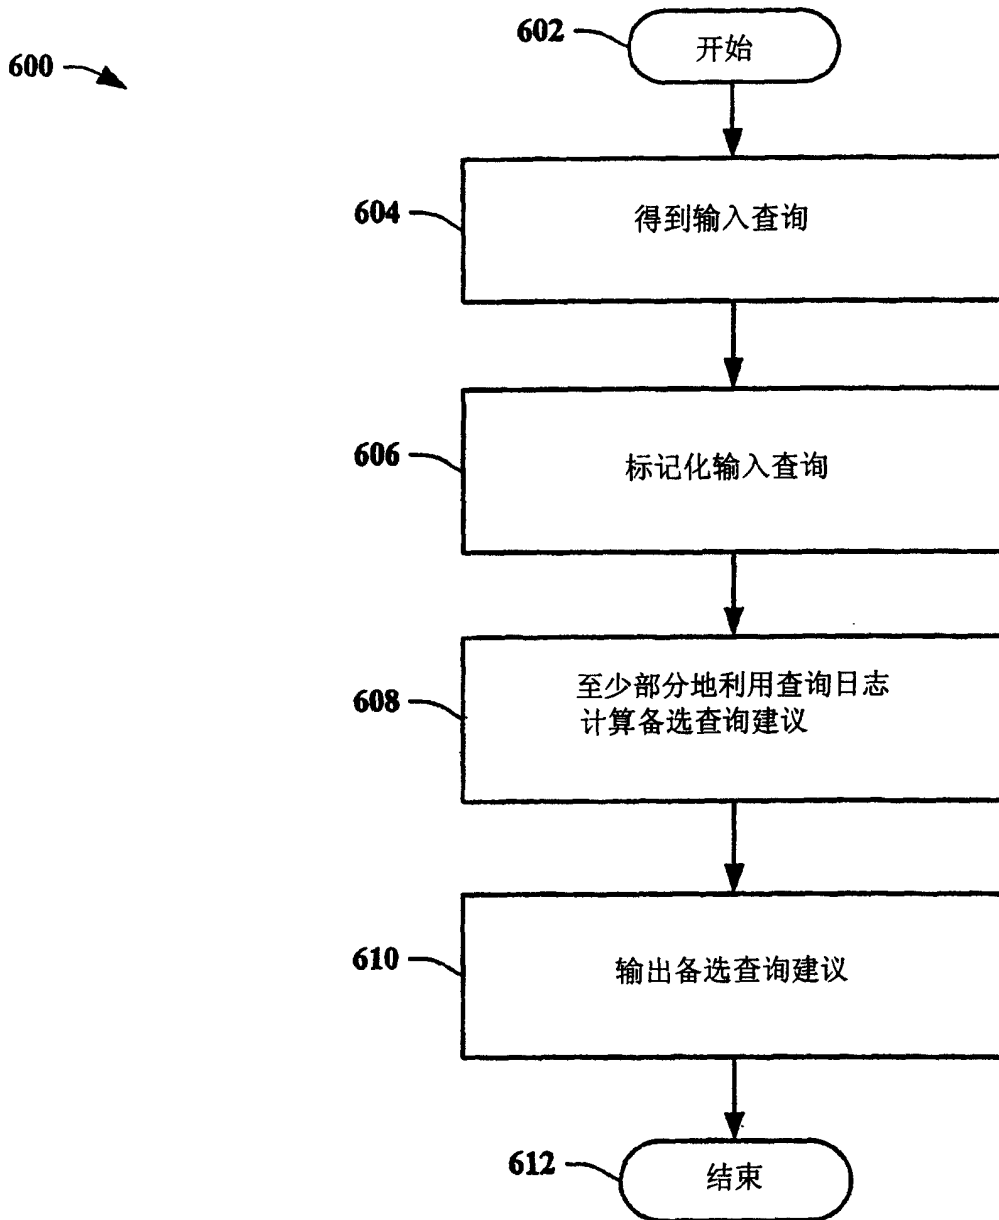 600
602
开始
604
得到输入查询
606
标记化输入查询
608
至少部分地利用查询日志
计算备选查询建议
610
输出备选查询建议
612
结束